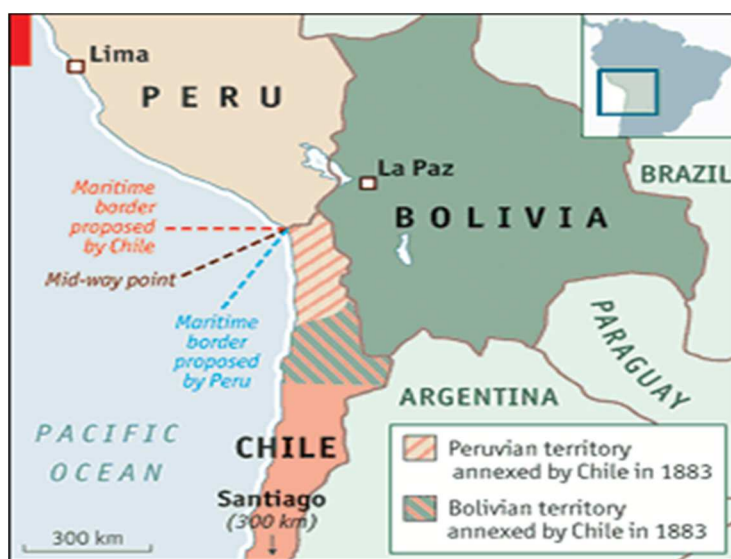 Lima
PERU
La Paz
BRAZIL
BOLIVIA
Maritime
border
proposed
by Chile
Mid-way point
Maritime
border
proposed
by Peru
PARAGUAY
ARGENTINA
PACIFIC
OCEAN
CHILE
Santiago
(300 km)
300 km
Peruvian territory
annexed by Chile in 1883
Bolivian territory
annexed by Chile in 1883